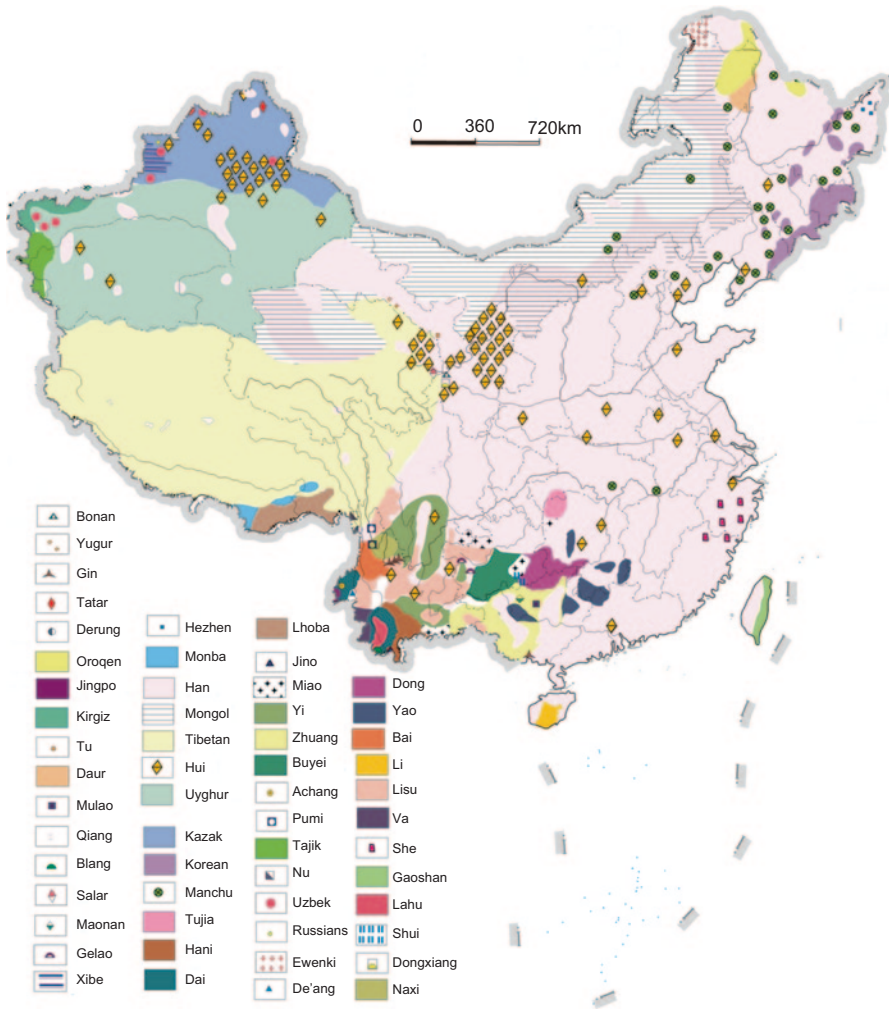 0 360 720km
Bonan
Yugur
Gin
Tatar
Derung
Oroqen
Jingpo
Kirgiz
Tu
Daur
Mulao
Qiang
Blang
Salar
Maonan
Gelao
Xibe
Hezhen
Monba
Han
Mongol
Tibetan
Hui
Uyghur
Kazak
Korean
Manchu
Tujia
Hani
Dai
Lhoba
Jino
Miao
Yi
Zhuang
Buyei
Achang
Pumi
Tajik
Nu
Uzbek
Russians
Ewenki
De'ang
Dong
Yao
Bai
Li
Lisu
Va
She
Gaoshan
Lahu
Shui
Dongxiang
Naxi